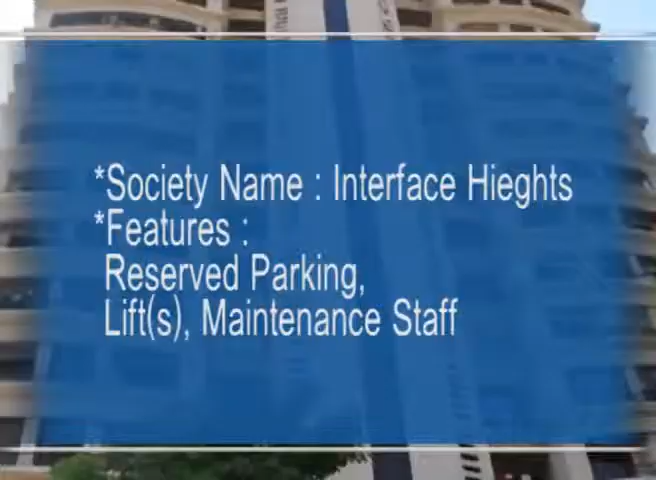 *Society Name : Interface Hieghts
*Features :
Reserved Parking,
Lift(s), Maintenance Staff